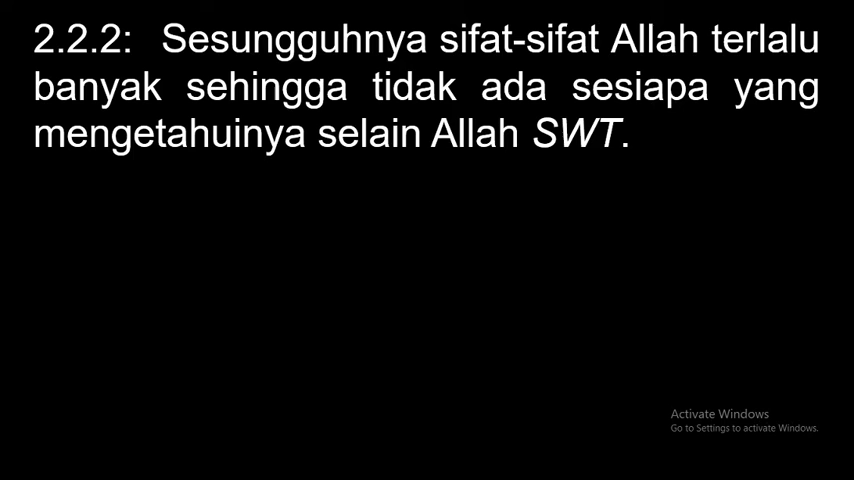 2.2.2: Sesungguhnya sifat-sifat Allah terlalu
banyak sehingga tidak ada sesiapa yang
mengetahuinya selain Allah SWT.
Activate Windows
Go to Settings to activate Windows.